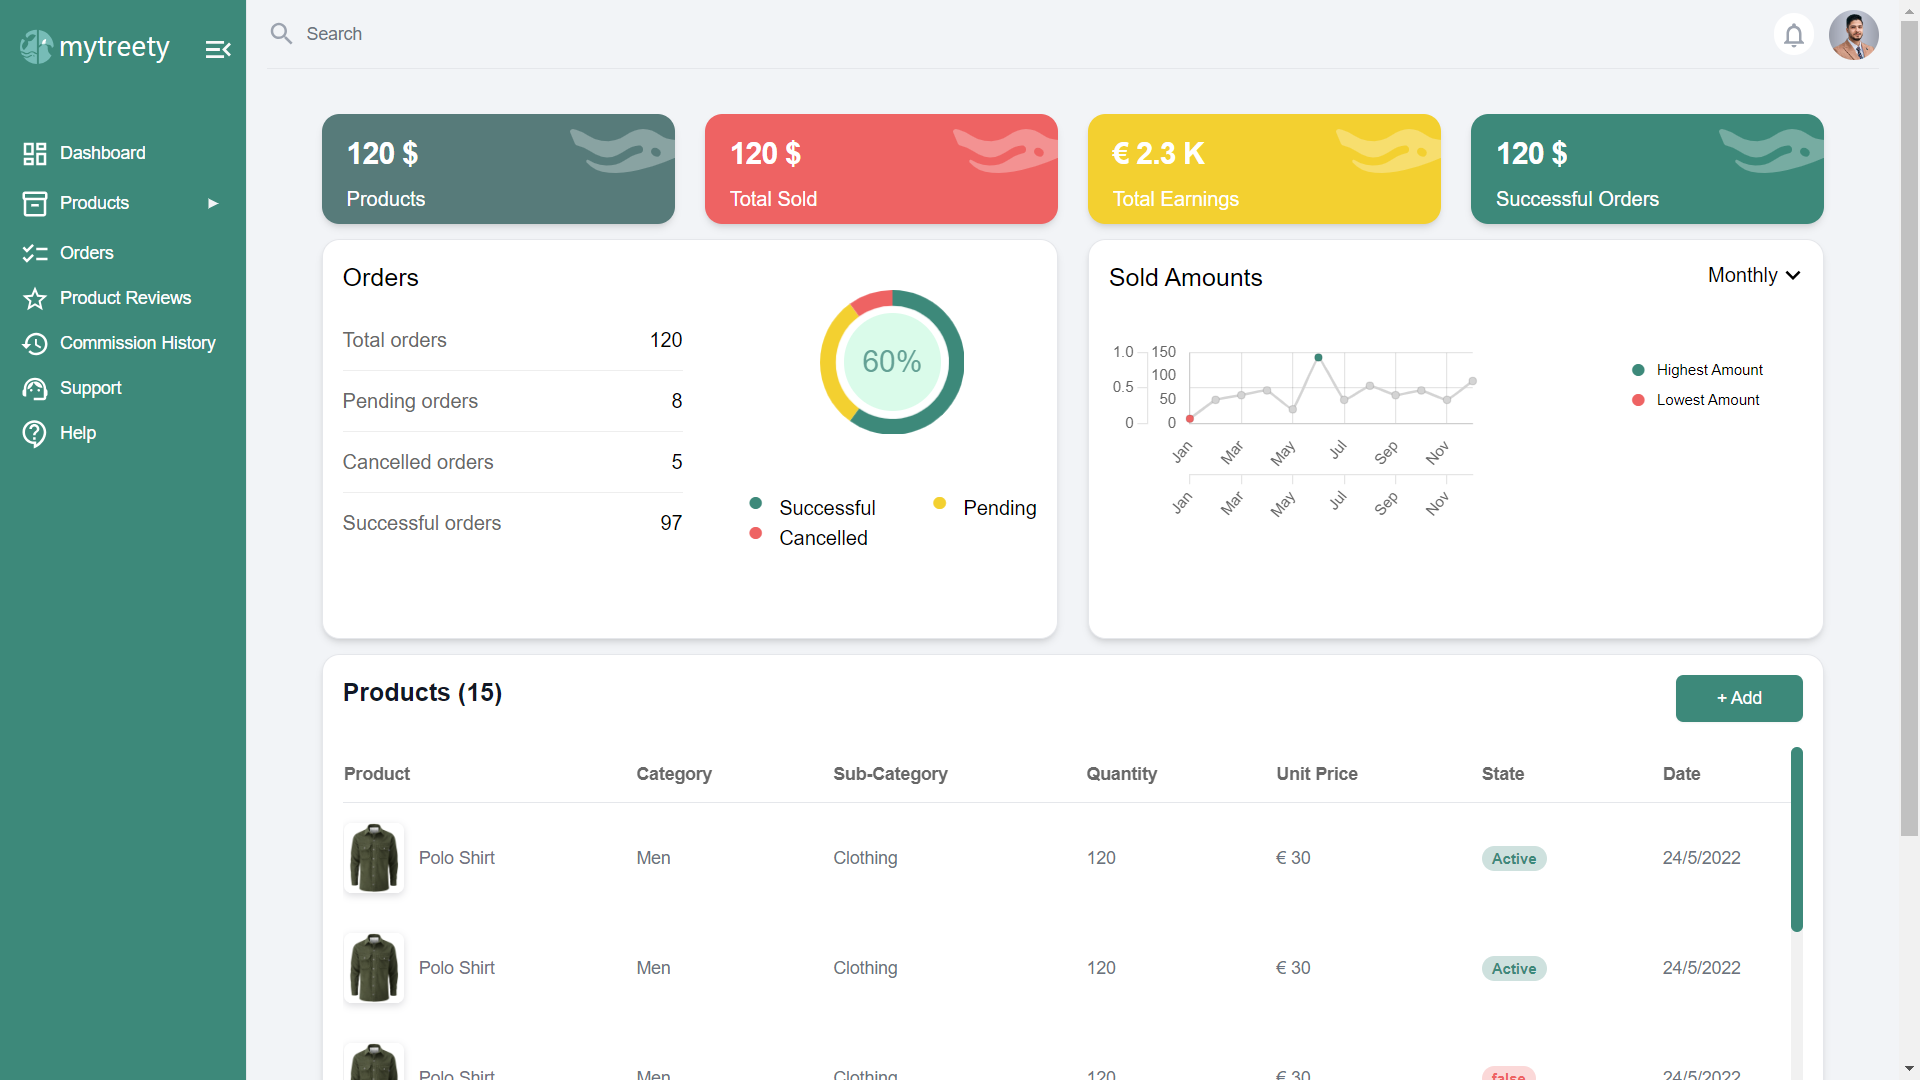 mytreety
Search
Dashboard
Products
Orders
Product Reviews
Commission History
Support
Help
120 $
Products
120 $
Total Sold
€ 2.3 K
Total Earnings
120 $
Successful Orders
Orders
Total orders 120
Pending orders 8
Cancelled orders 5
Successful orders 97
60%
Successful Pending
Cancelled
Sold Amounts Monthly
1.0 150
100
0.5
50
0 0
Jan Mar May Jul Sep Nov
Jan Mar May Jul Sep Nov
Highest Amount
Lowest Amount
Products (15) + Add
Product Category Sub-Category Quantity Unit Price State Date
Polo Shirt Men Clothing 120 € 30 Active 24/5/2022
Polo Shirt Men Clothing 120 € 30 Active 24/5/2022
Polo Shirt Men Clothing 120 € 30 false 24/5/2022